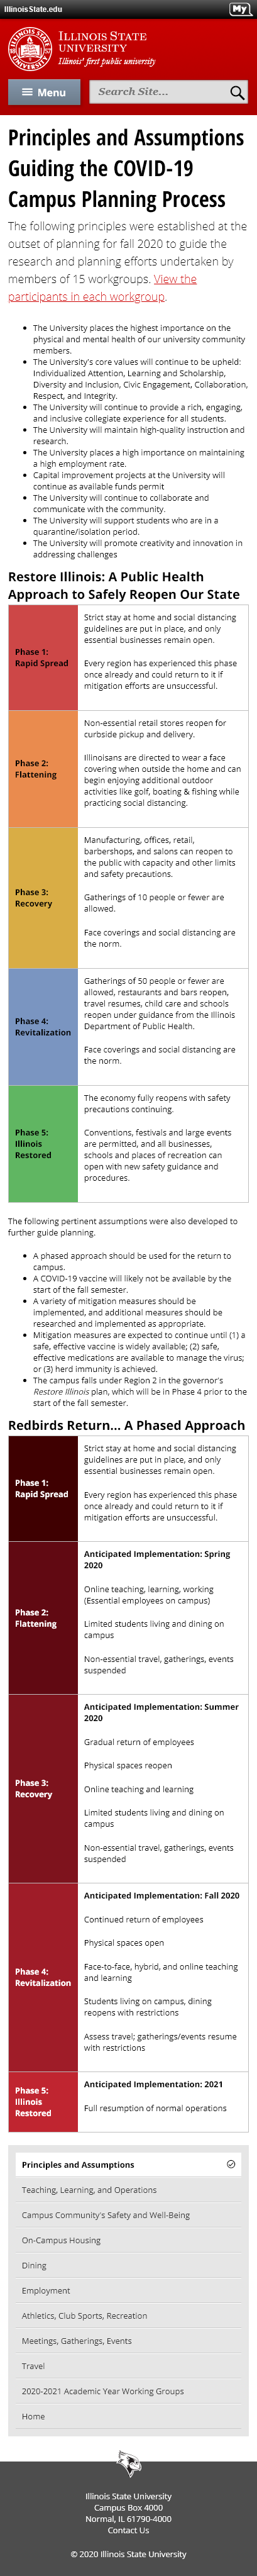 IllinoisState.edu
My
ILLINOIS STATE
UNIVERSITY
Illinois' first public university
Menu
Search Site...
Principles and Assumptions
Guiding the COVID-19
Campus Planning Process
The following principles were established at the
outset of planning for fall 2020 to guide the
research and planning efforts undertaken by
members of 15 workgroups. View the
participants in each workgroup.
The University places the highest importance on the
physical and mental health of our university community
members.
The University's core values will continue to be upheld:
Individualized Attention, Learning and Scholarship,
Diversity and Inclusion, Civic Engagement, Collaboration,
Respect, and Integrity.
The University will continue to provide a rich, engaging,
and inclusive collegiate experience for all students.
The University will maintain high-quality instruction and
research.
The University places a high importance on maintaining
a high employment rate.
Capital improvement projects at the University will
continue as available funds permit
The University will continue to collaborate and
communicate with the community.
The University will support students who are in a
quarantine/isolation period.
The University will promote creativity and innovation in
addressing challenges
Restore Illinois: A Public Health
Approach to Safely Reopen Our State
Phase 1:
Rapid Spread
Strict stay at home and social distancing
guidelines are put in place, and only
essential businesses remain open.
Every region has experienced this phase
once already and could return to it if
mitigation efforts are unsuccessful.
Phase 2:
Flattening
Non-essential retail stores reopen for
curbside pickup and delivery.
Illinoisans are directed to wear a face
covering when outside the home and can
begin enjoying additional outdoor
activities like golf, boating & fishing while
practicing social distancing.
Phase 3:
Recovery
Manufacturing, offices, retail,
barbershops, and salons can reopen to
the public with capacity and other limits
and safety precautions.
Gatherings of 10 people or fewer are
allowed.
Face coverings and social distancing are
the norm.
Phase 4:
Revitalization
Gatherings of 50 people or fewer are
allowed, restaurants and bars reopen,
travel resumes, child care and schools
reopen under guidance from the Illinois
Department of Public Health.
Face coverings and social distancing are
the norm.
Phase 5:
Illinois
Restored
The economy fully reopens with safety
precautions continuing.
Conventions, festivals and large events
are permitted, and all businesses,
schools and places of recreation can
open with new safety guidance and
procedures.
The following pertinent assumptions were also developed to
further guide planning.
A phased approach should be used for the return to
campus.
A COVID-19 vaccine will likely not be available by the
start of the fall semester.
A variety of mitigation measures should be
implemented, and additional measures should be
researched and implemented as appropriate.
Mitigation measures are expected to continue until (1) a
safe, effective vaccine is widely available; (2) safe,
effective medications are available to manage the virus;
or (3) herd immunity is achieved.
The campus falls under Region 2 in the governor's
Restore Illinois plan, which will be in Phase 4 prior to the
start of the fall semester.
Redbirds Return... A Phased Approach
Phase 1:
Rapid Spread
Strict stay at home and social distancing
guidelines are put in place, and only
essential businesses remain open.
Every region has experienced this phase
once already and could return to it if
mitigation efforts are unsuccessful.
Phase 2:
Flattening
Anticipated Implementation: Spring
2020
Online teaching, learning, working
(Essential employees on campus)
Limited students living and dining on
campus
Non-essential travel, gatherings, events
suspended
Phase 3:
Recovery
Anticipated Implementation: Summer
2020
Gradual return of employees
Physical spaces reopen
Online teaching and learning
Limited students living and dining on
campus
Non-essential travel, gatherings, events
suspended
Phase 4:
Revitalization
Anticipated Implementation: Fall 2020
Continued return of employees
Physical spaces open
Face-to-face, hybrid, and online teaching
and learning
Students living on campus, dining
reopens with restrictions
Assess travel; gatherings/events resume
with restrictions
Phase 5:
Illinois
Restored
Anticipated Implementation: 2021
Full resumption of normal operations
Principles and Assumptions
Teaching, Learning, and Operations
Campus Community's Safety and Well-Being
On-Campus Housing
Dining
Employment
Athletics, Club Sports, Recreation
Meetings, Gatherings, Events
Travel
2020-2021 Academic Year Working Groups
Home
Illinois State University
Campus Box 4000
Normal, IL 61790-4000
Contact Us
© 2020 Illinois State University